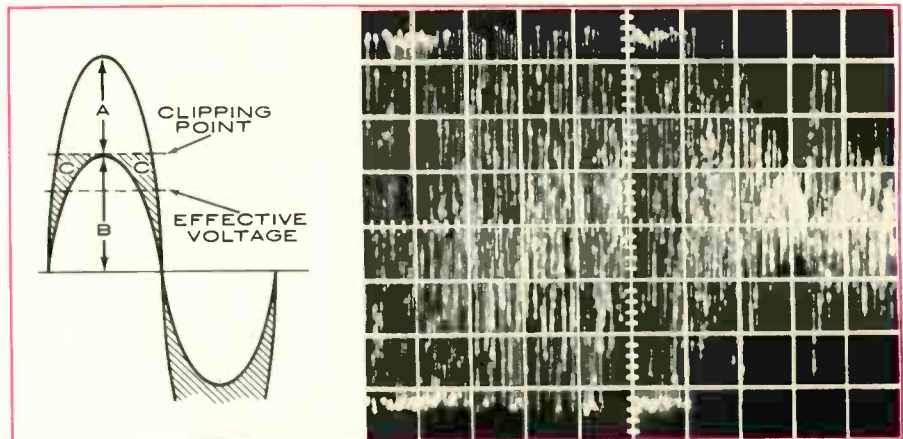 A
CLIPPING
POINT
C
C
B
EFFECTIVE
VOLTAGE